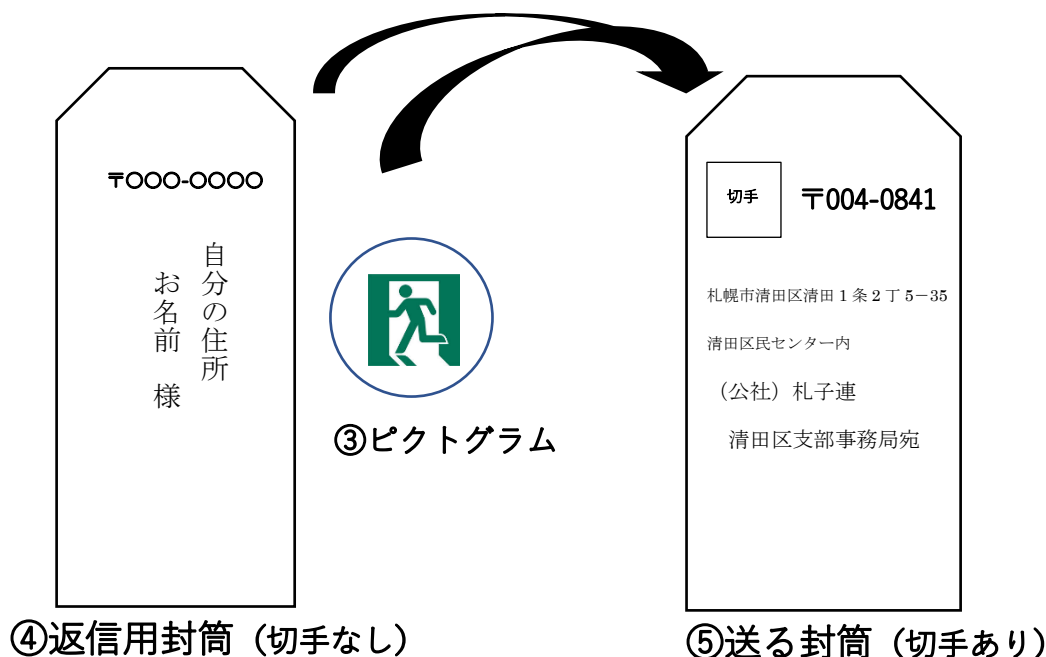 〒○○○-○○○○
自分の住所
お名前　様
④返信用封筒（切手なし）
③ピクトグラム
切手
〒004-0841
札幌市清田区清田１条２丁5－35
清田区民センター内
（公社）札子連
清田区支部事務局宛
⑤送る封筒（切手あり）